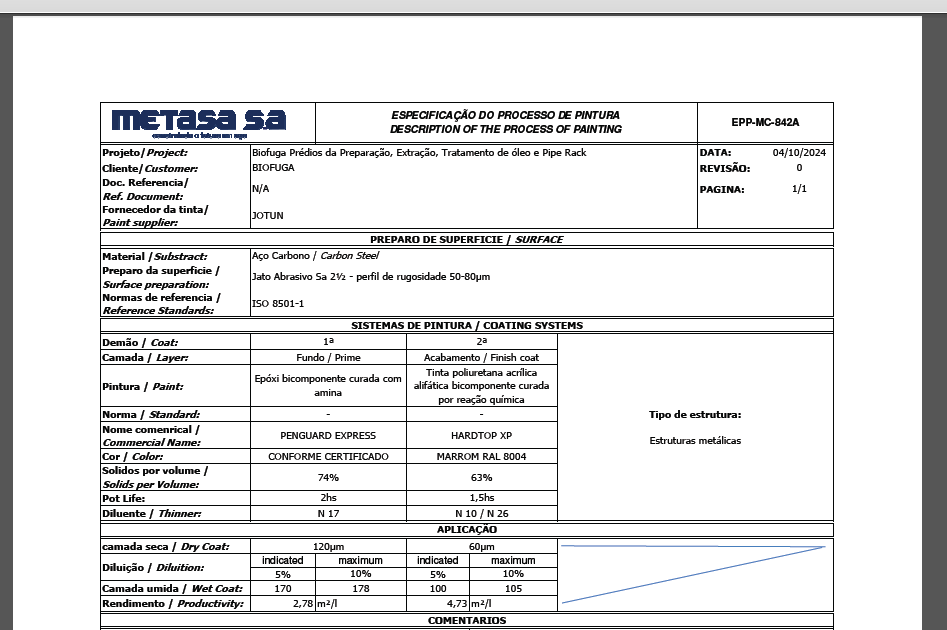 METASA SA
ESPECIFICAÇÃO DO PROCESSO DE PINTURA
DESCRIPTION OF THE PROCESS OF PAINTING
EPP-MC-842A
Projeto/Project: Biofuga Prédios da Preparação, Extração, Tratamento de óleo e Pipe Rack DATA: 04/10/2024
Cliente/Customer: BIOFUGA REVISÃO: 0
Doc. Referencia/
Ref. Document: N/A PAGINA: 1/1
Fornecedor da tinta/
Paint supplier: JOTUN
PREPARO DE SUPERFICIE / SURFACE
Material /Substract: Aço Carbono / Carbon Steel
Preparo da superficie /
Surface preparation: Jato Abrasivo Sa 2½ - perfil de rugosidade 50-80µm
Normas de referencia /
Reference Standards: ISO 8501-1
SISTEMAS DE PINTURA / COATING SYSTEMS
Demão / Coat: 1ª 2ª
Camada / Layer: Fundo / Prime Acabamento / Finish coat
Pintura / Paint: Epóxi bicomponente curada com
amina
Tinta poliuretana acrílica
alifática bicomponente curada
por reação química
Norma / Standard: - -
Tipo de estrutura:
Nome comenrical /
Commercial Name: PENGUARD EXPRESS HARDTOP XP
Estruturas metálicas
Cor / Color: CONFORME CERTIFICADO MARROM RAL 8004
Solidos por volume /
Solids per Volume: 74% 63%
Pot Life: 2hs 1,5hs
Diluente / Thinner: N 17 N 10 / N 26
APLICAÇÃO
camada seca / Dry Coat: 120µm 60µm
Diluição / Diluition: indicated maximum indicated maximum
5% 10% 5% 10%
Camada umida / Wet Coat: 170 178 100 105
Rendimento / Productivity: 2,78 m²/l 4,73 m²/l
COMENTARIOS